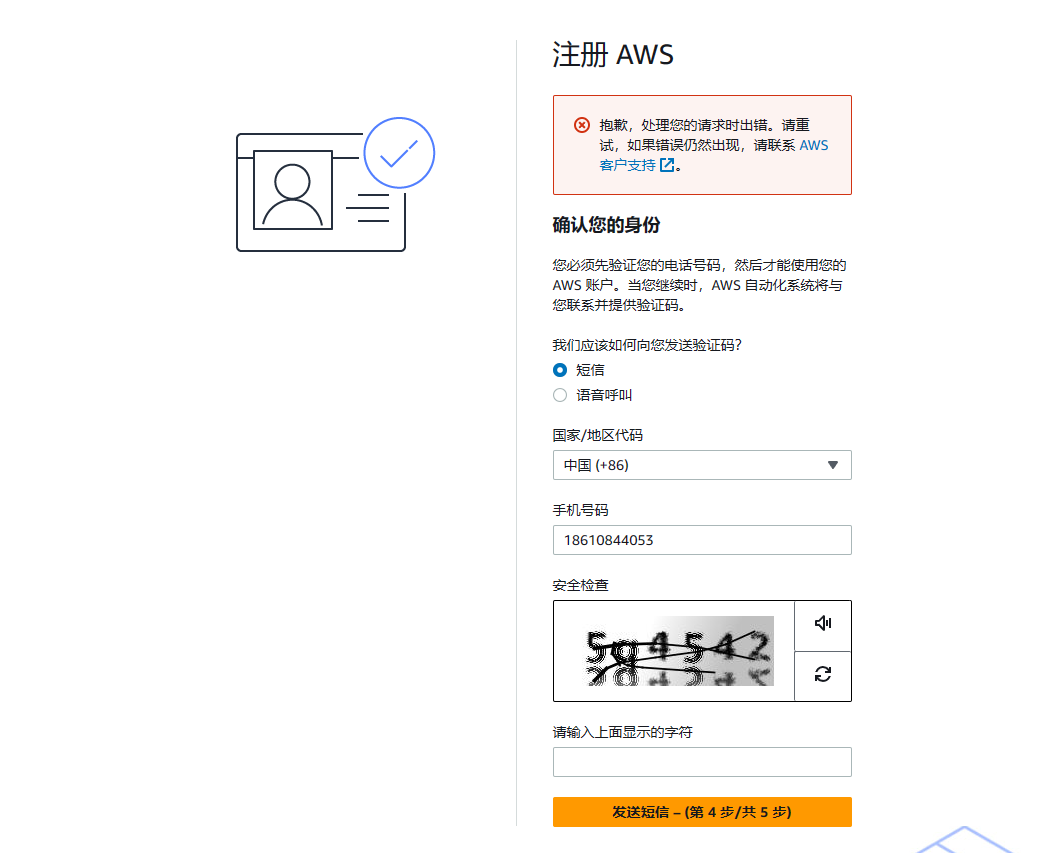 注册 AWS
抱歉，处理您的请求时出错。请重
试，如果错误仍然出现，请联系 AWS
客户支持。
确认您的身份
您必须先验证您的电话号码，然后才能使用您的
AWS 账户。当您继续时，AWS 自动化系统将与
您联系并提供验证码。
我们应该如何向您发送验证码?
短信
语音呼叫
国家/地区代码
中国 (+86)
手机号码
18610844053
安全检查
请输入上面显示的字符
发送短信 – (第 4 步/共 5 步)